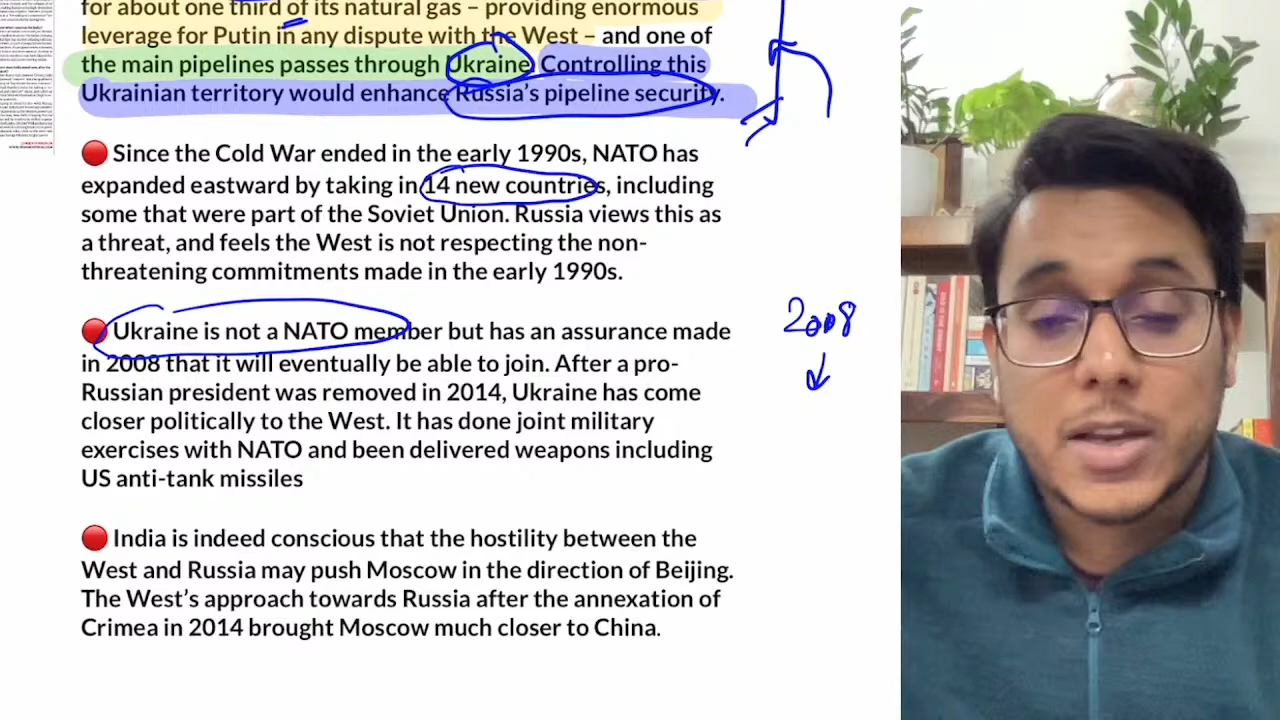 for about one third of its natural gas – providing enormous
leverage for Putin in any dispute with the West – and one of
the main pipelines passes through Ukraine. Controlling this
Ukrainian territory would enhance Russia's pipeline security.
🔴 Since the Cold War ended in the early 1990s, NATO has
expanded eastward by taking in 14 new countries, including
some that were part of the Soviet Union. Russia views this as
a threat, and feels the West is not respecting the non-
threatening commitments made in the early 1990s.
🔴 Ukraine is not a NATO member but has an assurance made
in 2008 that it will eventually be able to join. After a pro-
Russian president was removed in 2014, Ukraine has come
closer politically to the West. It has done joint military
exercises with NATO and been delivered weapons including
US anti-tank missiles
🔴 India is indeed conscious that the hostility between the
West and Russia may push Moscow in the direction of Beijing.
The West's approach towards Russia after the annexation of
Crimea in 2014 brought Moscow much closer to China.
2008